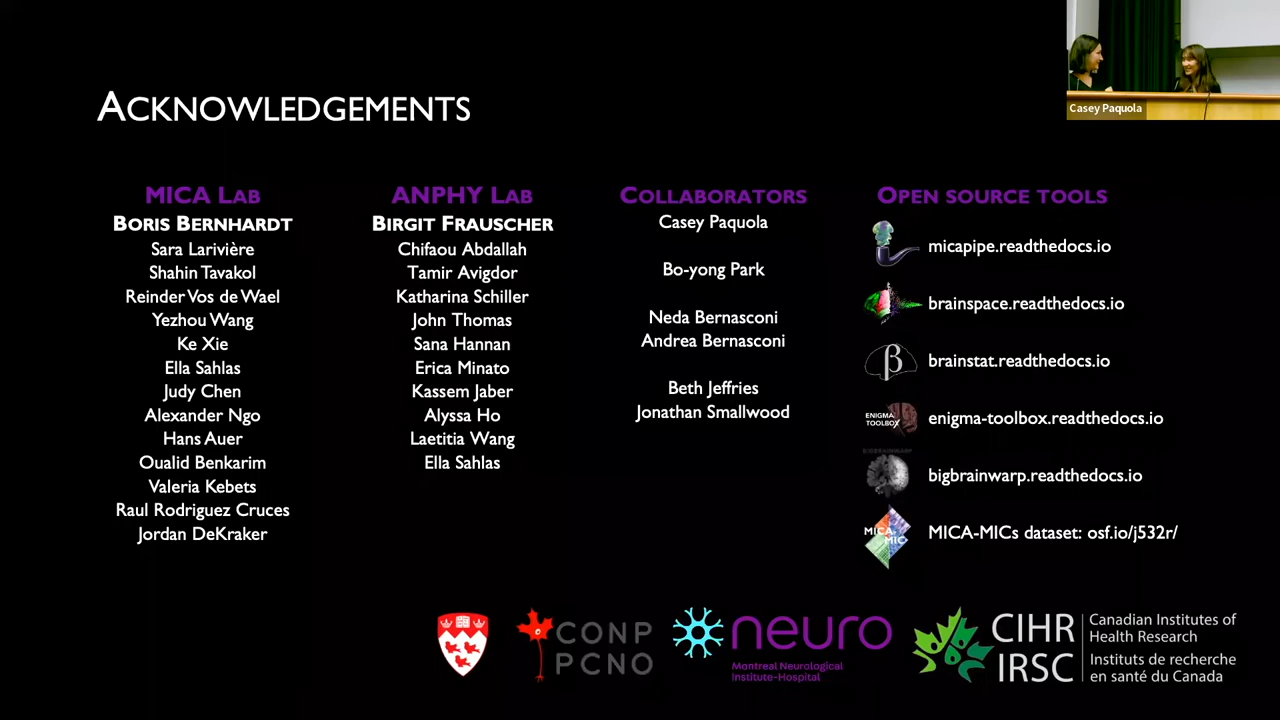 Casey Paquola
ACKNOWLEDGEMENTS
MICA LAB
BORIS BERNHARDT
Sara Larivière
Shahin Tavakol
Reinder Vos de Wael
Yezhou Wang
Ke Xie
Ella Sahlas
Judy Chen
Alexander Ngo
Hans Auer
Oualid Benkarim
Valeria Kebets
Raul Rodriguez Cruces
Jordan DeKraker
ANPHY LAB
BIRGIT FRAUSCHER
Chifaou Abdallah
Tamir Avigdor
Katharina Schiller
John Thomas
Sana Hannan
Erica Minato
Kassem Jaber
Alyssa Ho
Laetitia Wang
Ella Sahlas
COLLABORATORS
Casey Paquola
Bo-yong Park
Neda Bernasconi
Andrea Bernasconi
Beth Jeffries
Jonathan Smallwood
OPEN SOURCE TOOLS
micapipe.readthedocs.io
brainspace.readthedocs.io
β
brainstat.readthedocs.io
ENIGMA
TOOLBOX
enigma-toolbox.readthedocs.io
BIGBRAINWARP
bigbrainwarp.readthedocs.io
MICA
MIC
MICA-MICs dataset: osf.io/j532r/
CONP
PCNO
neuro
Montreal Neurological
Institute-Hospital
CIHR
IRSC
Canadian Institutes of
Health Research
Instituts de recherche
en santé du Canada